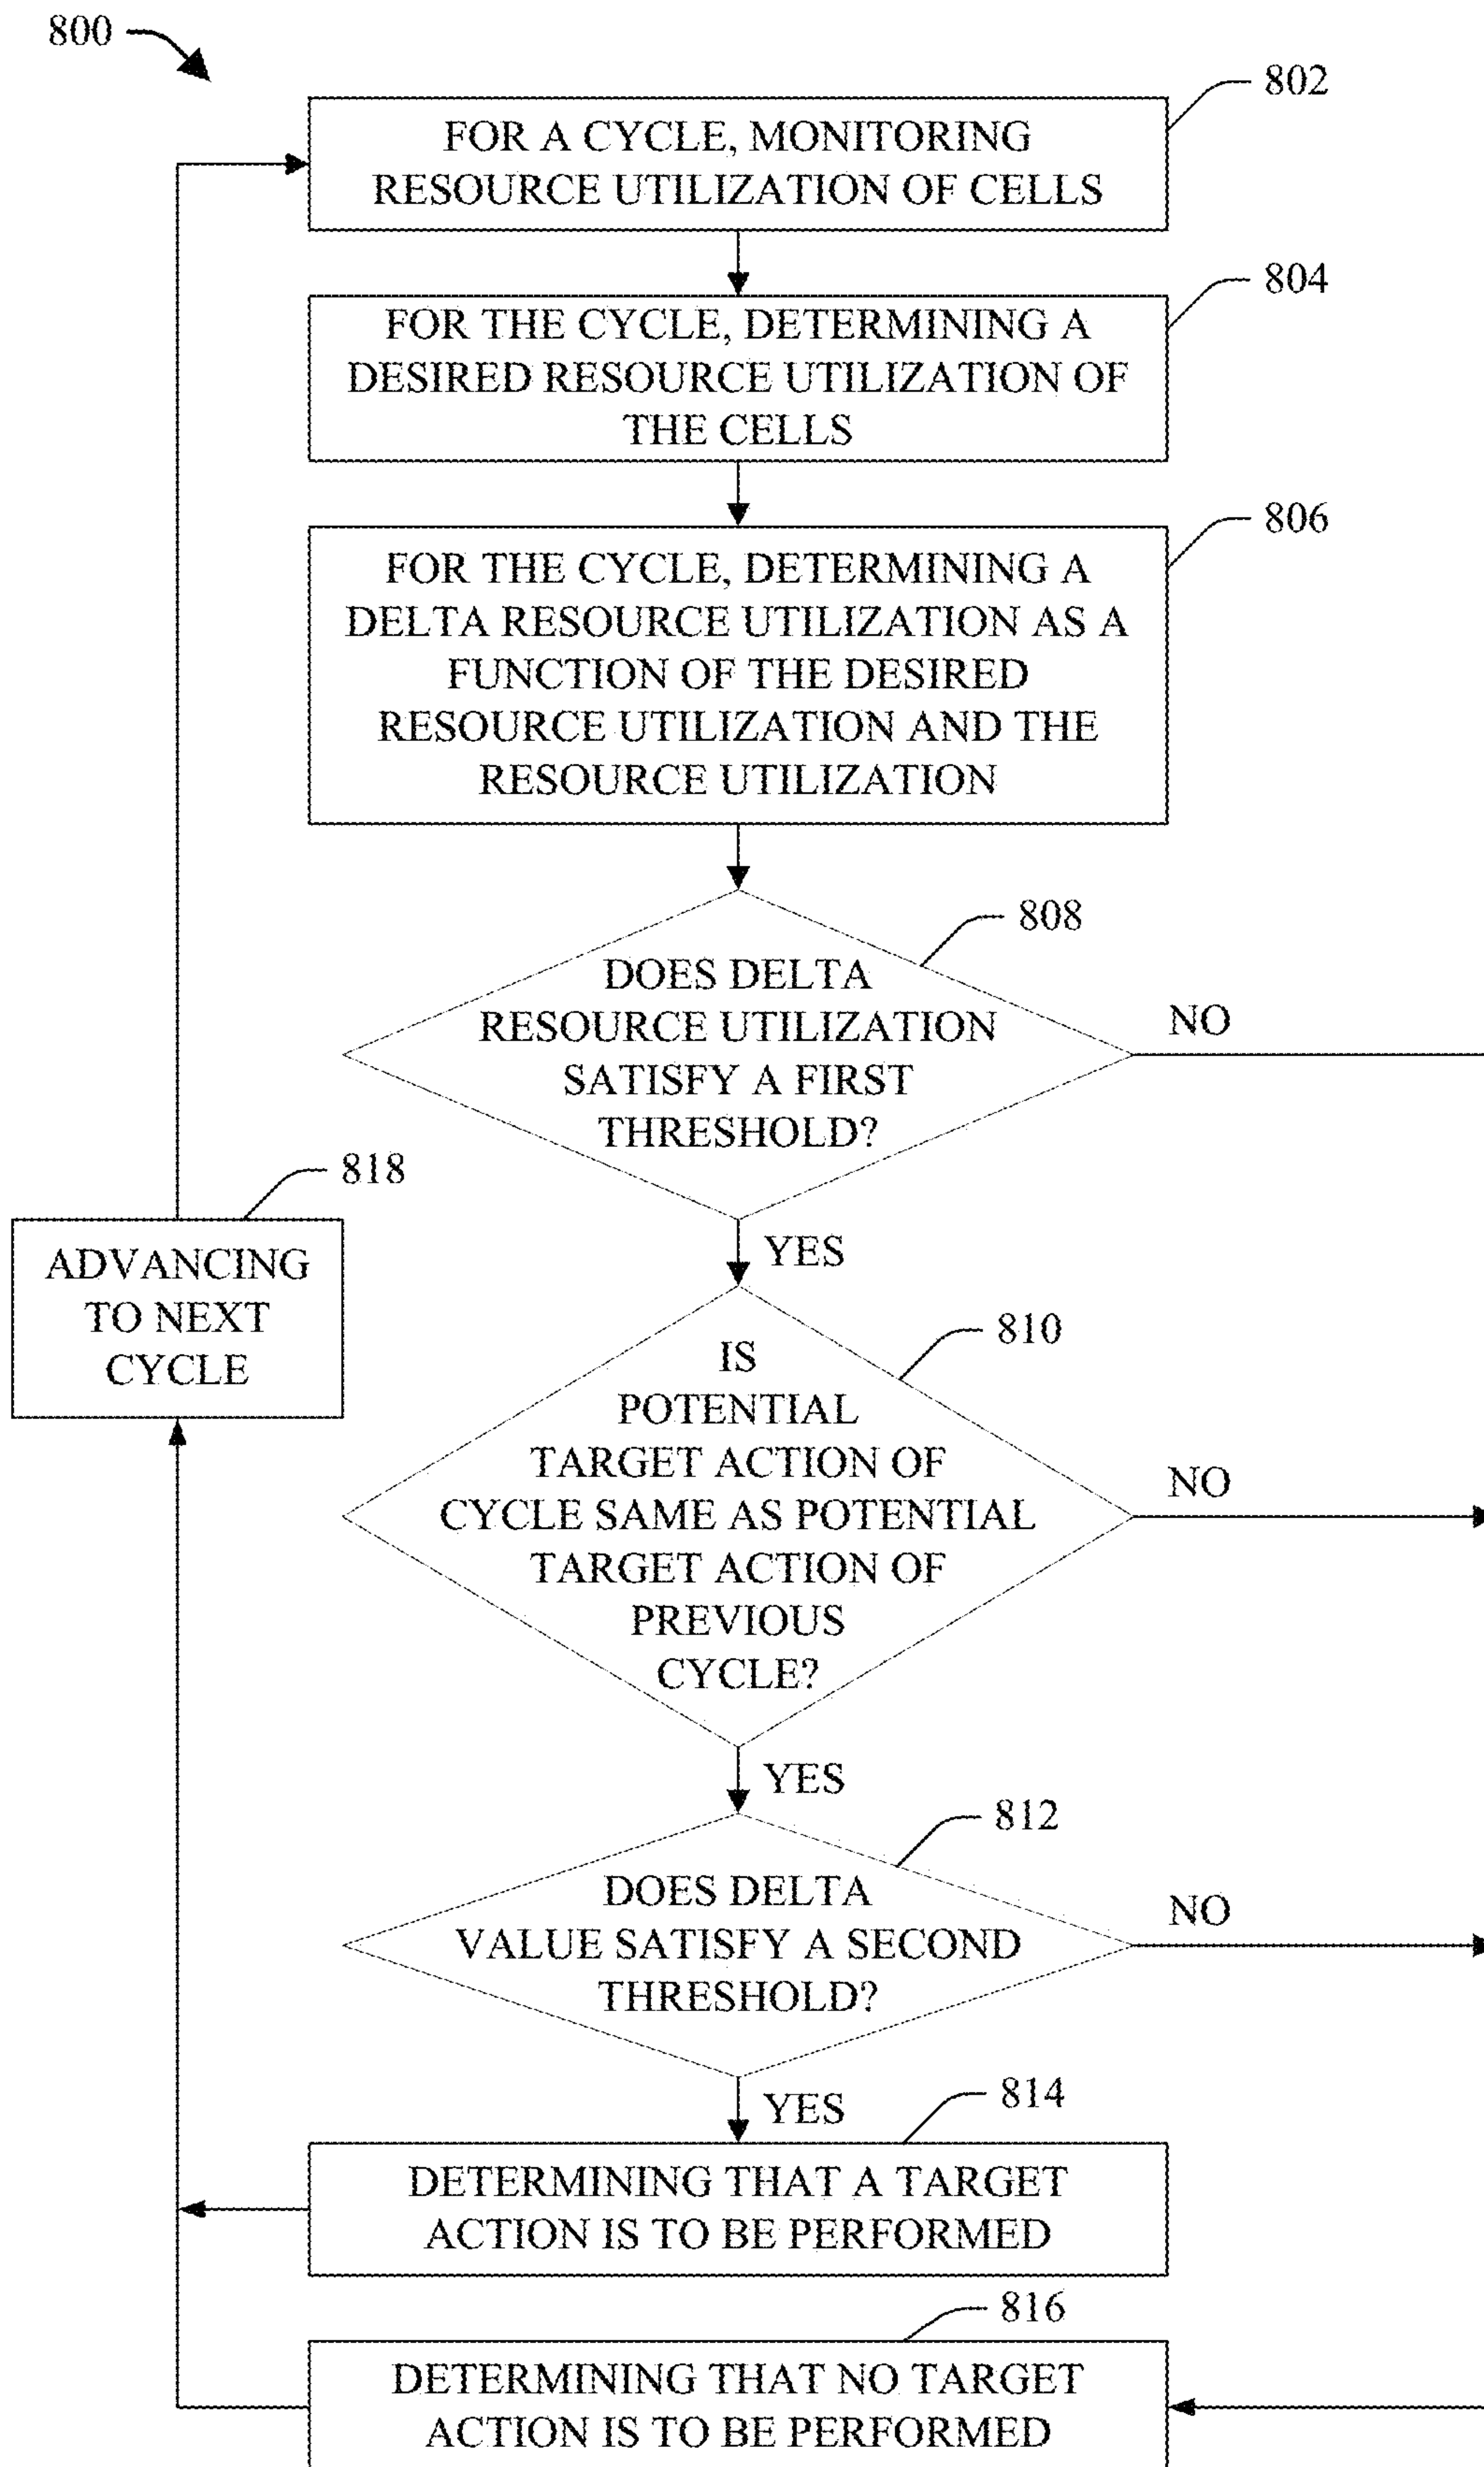 800
802
FOR A CYCLE, MONITORING
RESOURCE UTILIZATION OF CELLS
804
FOR THE CYCLE, DETERMINING A
DESIRED RESOURCE UTILIZATION OF
THE CELLS
806
FOR THE CYCLE, DETERMINING A
DELTA RESOURCE UTILIZATION AS A
FUNCTION OF THE DESIRED
RESOURCE UTILIZATION AND THE
RESOURCE UTILIZATION
808
DOES DELTA
RESOURCE UTILIZATION
SATISFY A FIRST
THRESHOLD?
NO
YES
818
ADVANCING
TO NEXT
CYCLE
810
IS
POTENTIAL
TARGET ACTION OF
CYCLE SAME AS POTENTIAL
TARGET ACTION OF
PREVIOUS
CYCLE?
NO
YES
812
DOES DELTA
VALUE SATISFY A SECOND
THRESHOLD?
NO
YES
814
DETERMINING THAT A TARGET
ACTION IS TO BE PERFORMED
816
DETERMINING THAT NO TARGET
ACTION IS TO BE PERFORMED